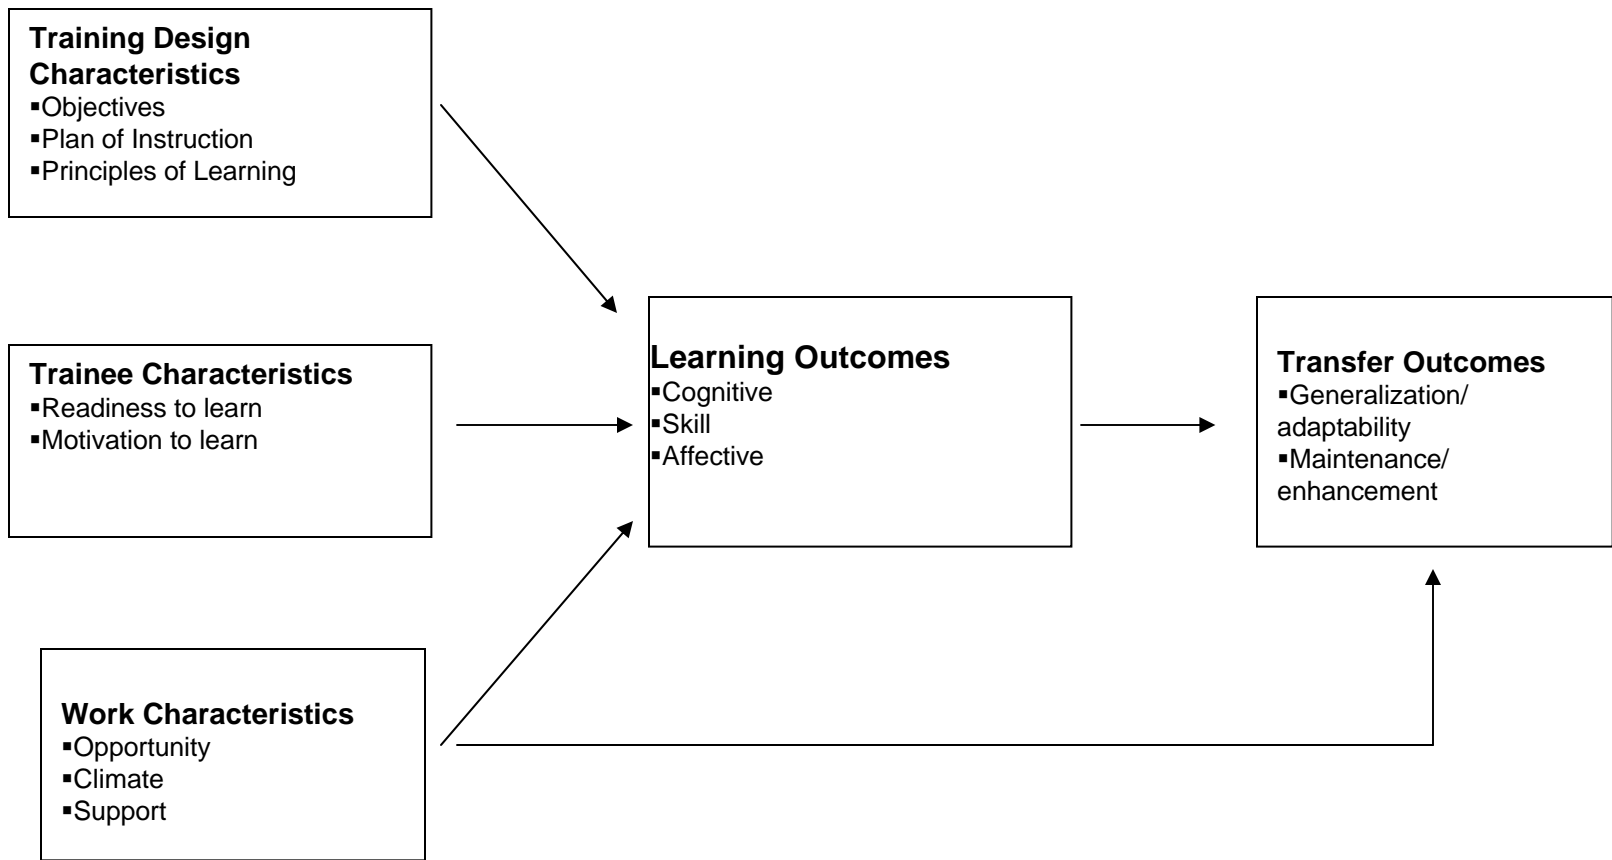 Training Design
Characteristics
▪Objectives
▪Plan of Instruction
▪Principles of Learning
Trainee Characteristics
▪Readiness to learn
▪Motivation to learn
Work Characteristics
▪Opportunity
▪Climate
▪Support
Learning Outcomes
▪Cognitive
▪Skill
▪Affective
Transfer Outcomes
▪Generalization/
adaptability
▪Maintenance/
enhancement